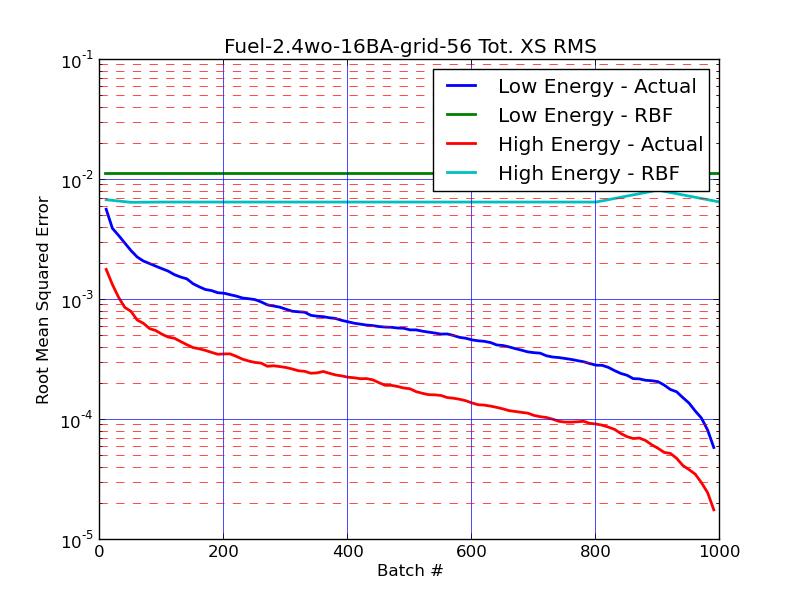 Fuel-2.4wo-16BA-grid-56 Tot. XS RMS
Low Energy - Actual
Low Energy - RBF
High Energy - Actual
High Energy - RBF
Root Mean Squared Error
10^-1
10^-2
10^-3
10^-4
10^-5
0 200 400 600 800 1000
Batch #